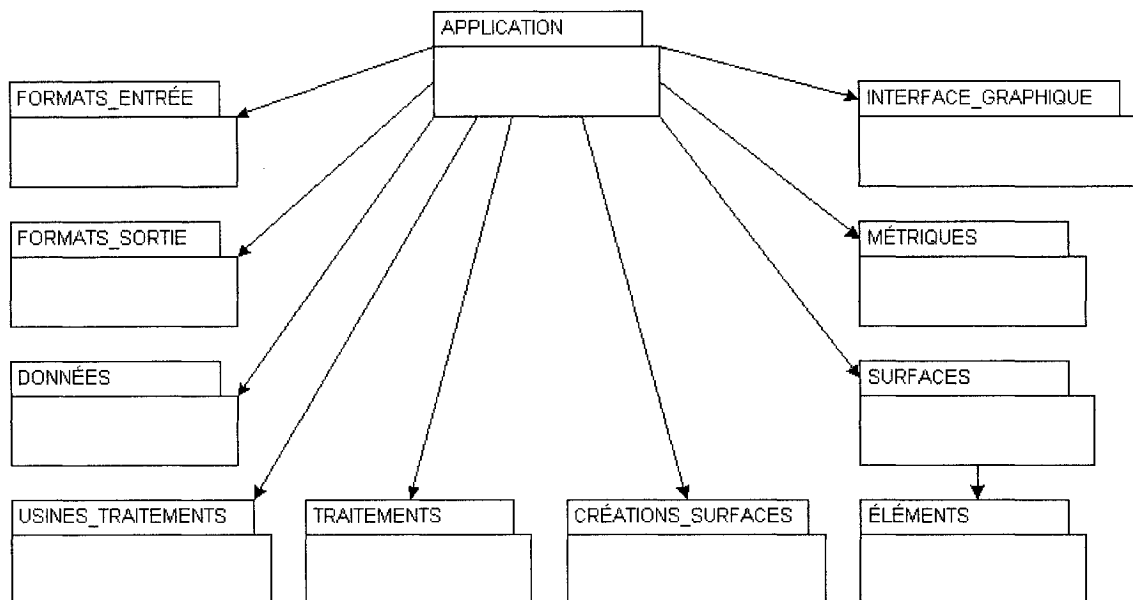 APPLICATION
FORMATS_ENTRÉE
INTERFACE_GRAPHIQUE
FORMATS_SORTIE
MÉTRIQUES
DONNÉES
SURFACES
USINES_TRAITEMENTS
TRAITEMENTS
CRÉATIONS_SURFACES
ÉLÉMENTS